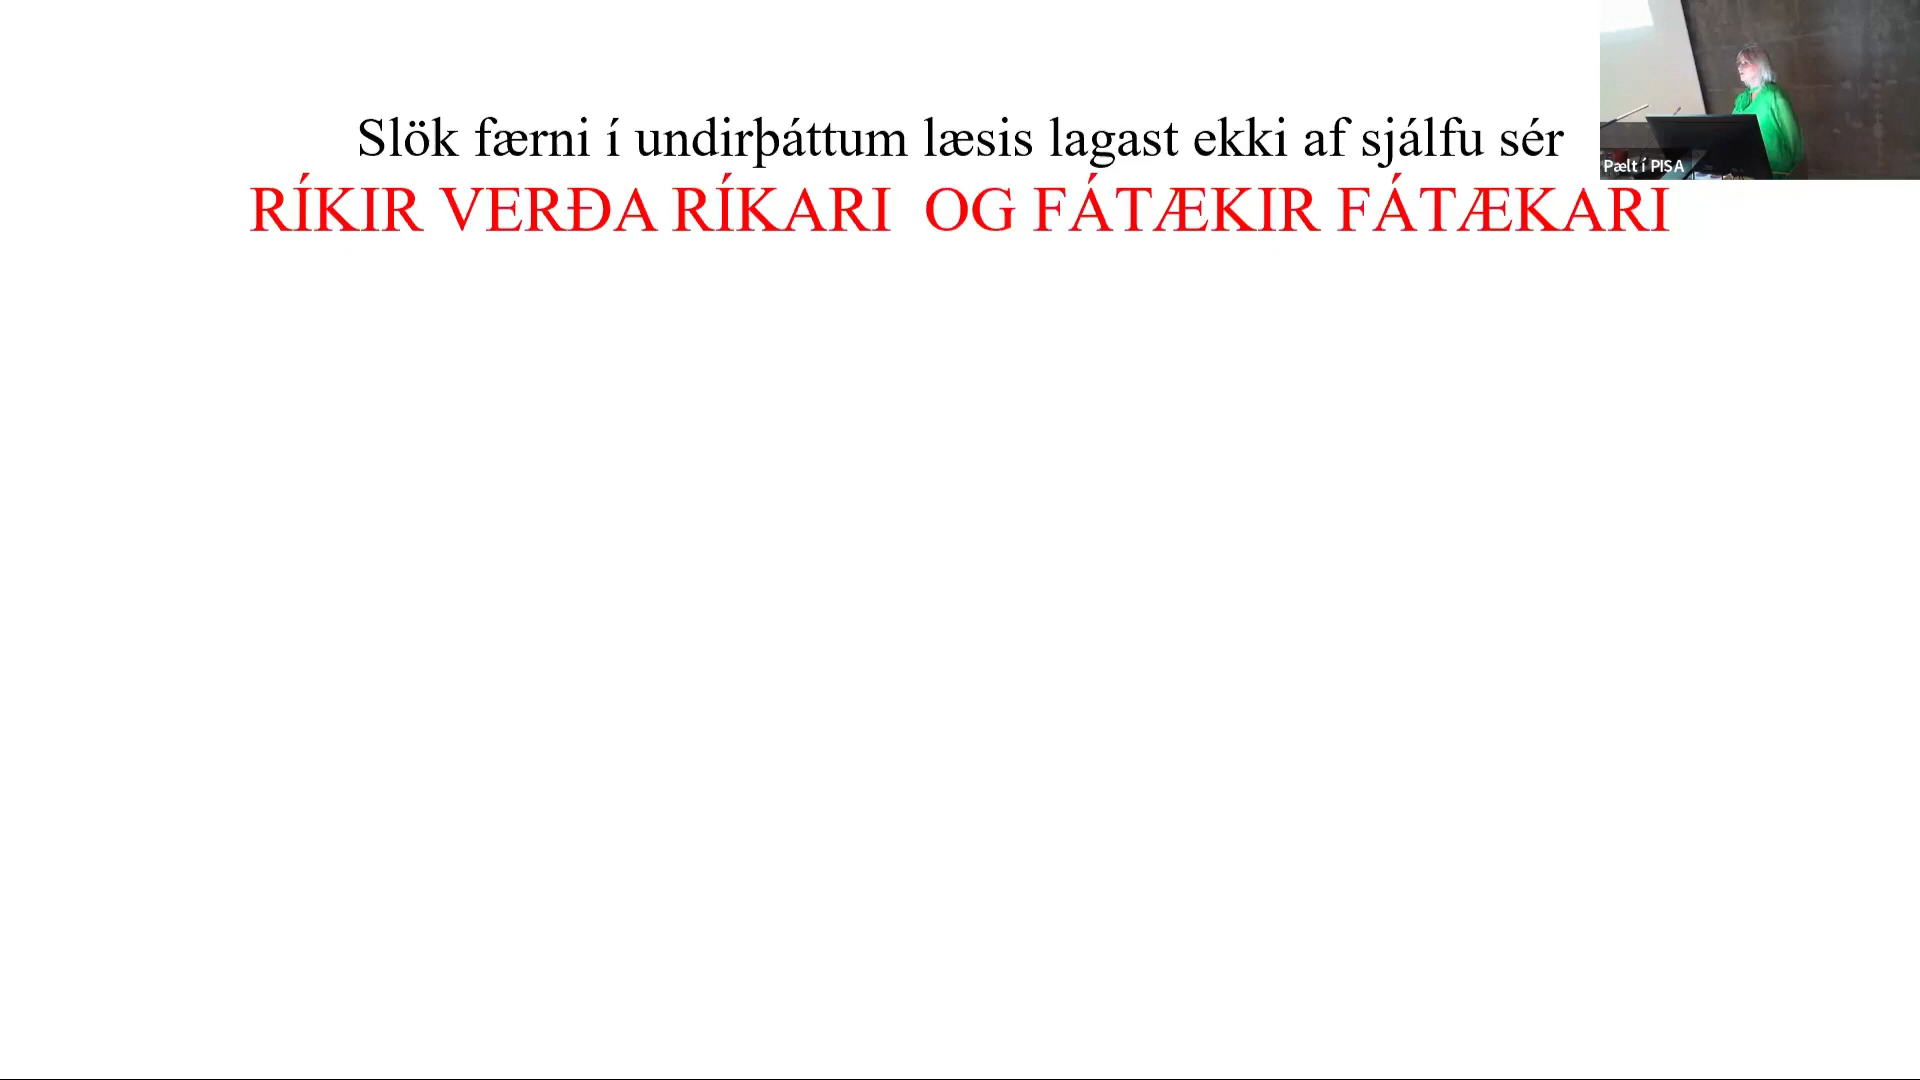 Slök færni í undirþáttum læsis lagast ekki af sjálfu sér
RÍKIR VERÐA RÍKARI  OG FÁTÆKIR FÁTÆKARI
Pælt í PISA